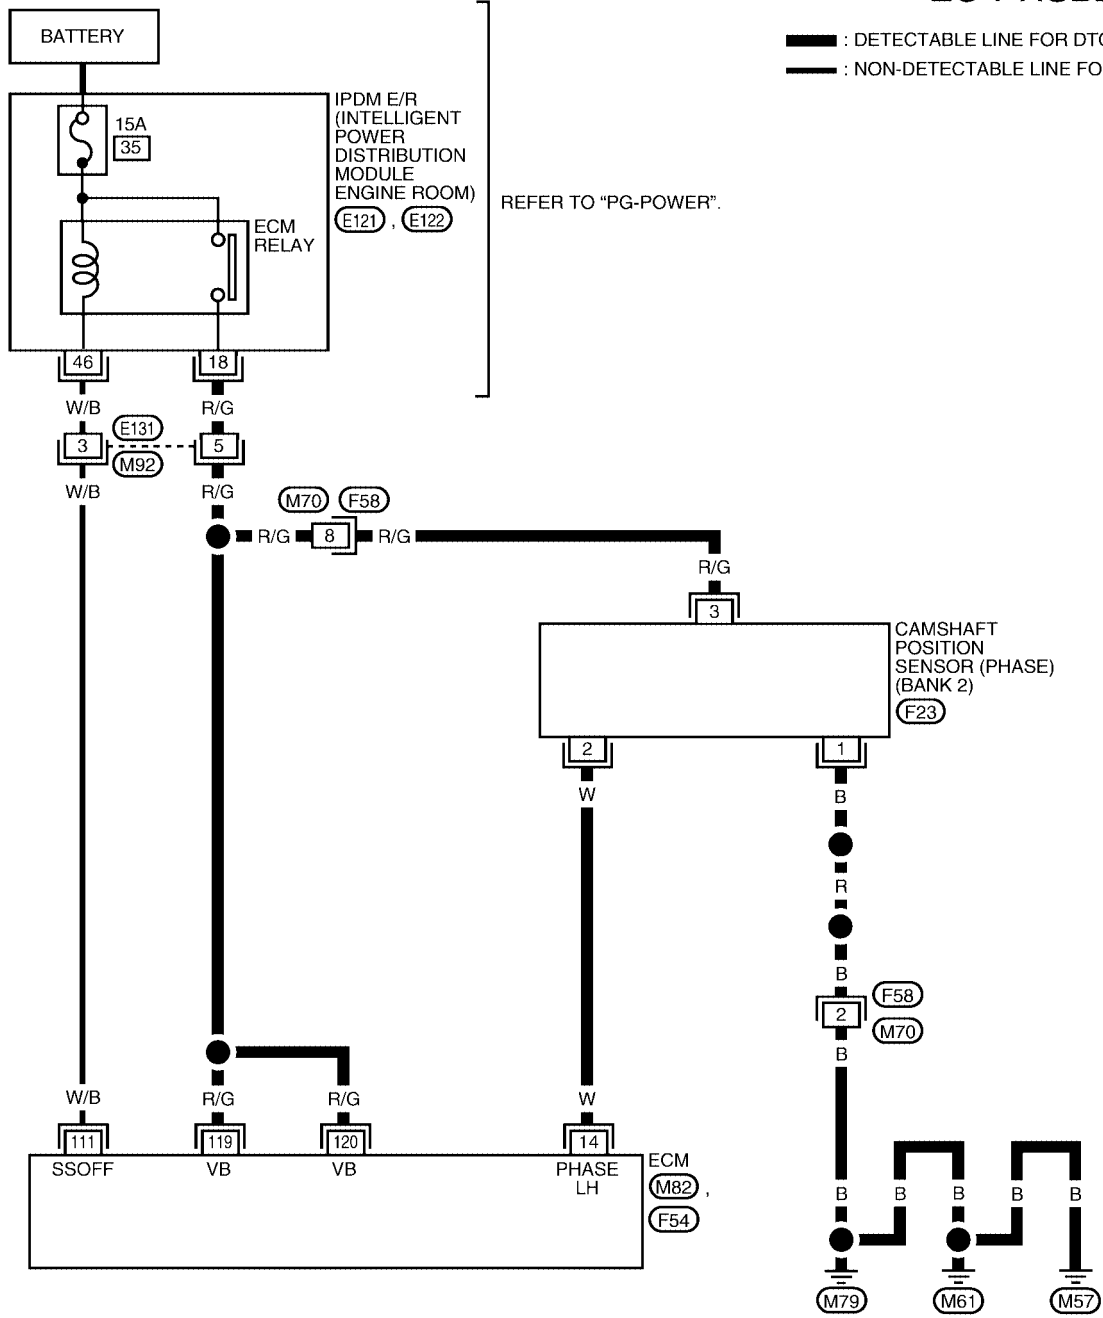 BATTERY
: DETECTABLE LINE FOR
: NON-DETECTABLE LINE
15A
35
IPDM E/R
(INTELLIGENT
POWER
DISTRIBUTION
MODULE
ENGINE ROOM)
E121 , E122
REFER TO “PG-POWER”.
ECM
RELAY
46
18
W/B
R/G
3
E131
5
M92
W/B
R/G
M70
F58
R/G
8
R/G
R/G
3
CAMSHAFT
POSITION
SENSOR (PHASE)
(BANK 2)
F23
2
1
W
B
R
B
2
F58
M70
B
W/B
R/G
R/G
W
111
119
120
14
SSOFF
VB
VB
PHASE
LH
ECM
M82 ,
F54
B
B
B
B
B
M79
M61
M57